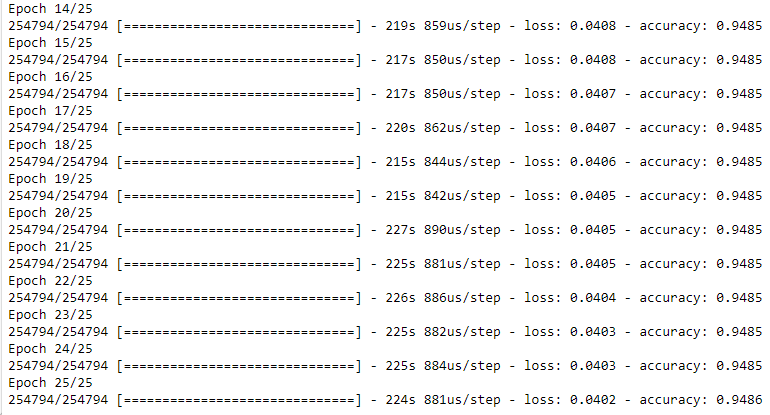 Epoch 14/25
254794/254794 [==============================] - 219s 859us/step - loss: 0.0408 - accuracy: 0.9485
Epoch 15/25
254794/254794 [==============================] - 217s 850us/step - loss: 0.0408 - accuracy: 0.9485
Epoch 16/25
254794/254794 [==============================] - 217s 850us/step - loss: 0.0407 - accuracy: 0.9485
Epoch 17/25
254794/254794 [==============================] - 220s 862us/step - loss: 0.0407 - accuracy: 0.9485
Epoch 18/25
254794/254794 [==============================] - 215s 844us/step - loss: 0.0406 - accuracy: 0.9485
Epoch 19/25
254794/254794 [==============================] - 215s 842us/step - loss: 0.0405 - accuracy: 0.9485
Epoch 20/25
254794/254794 [==============================] - 227s 890us/step - loss: 0.0405 - accuracy: 0.9485
Epoch 21/25
254794/254794 [==============================] - 225s 881us/step - loss: 0.0405 - accuracy: 0.9485
Epoch 22/25
254794/254794 [==============================] - 226s 886us/step - loss: 0.0404 - accuracy: 0.9485
Epoch 23/25
254794/254794 [==============================] - 225s 882us/step - loss: 0.0403 - accuracy: 0.9485
Epoch 24/25
254794/254794 [==============================] - 225s 884us/step - loss: 0.0403 - accuracy: 0.9485
Epoch 25/25
254794/254794 [==============================] - 224s 881us/step - loss: 0.0402 - accuracy: 0.9486